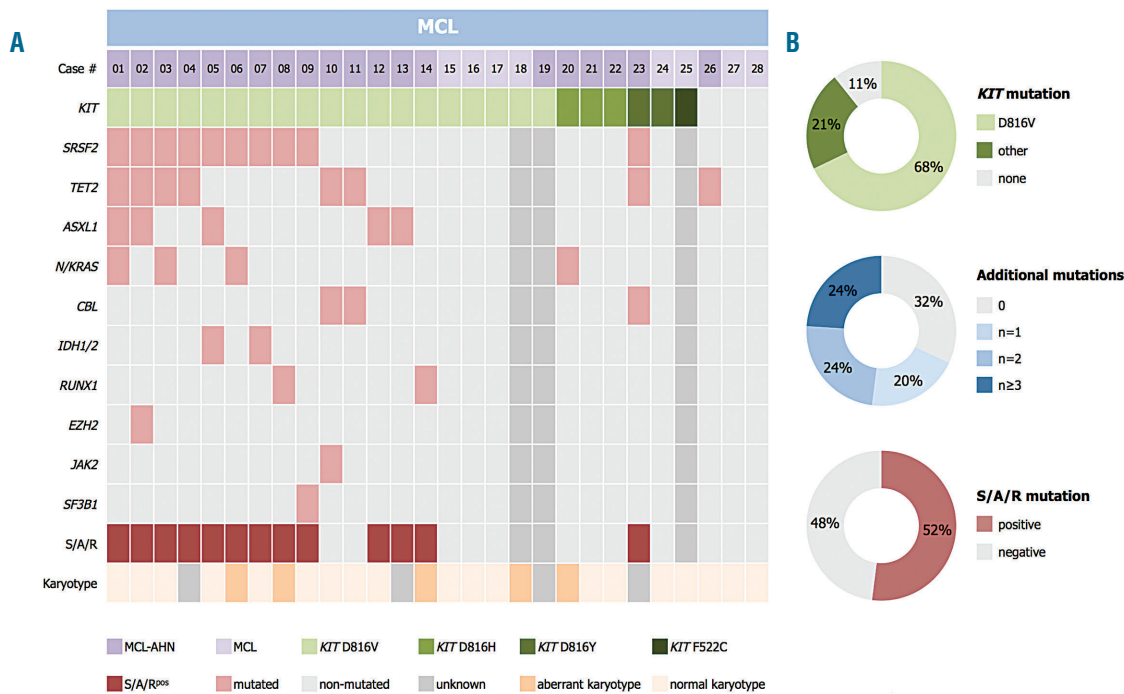 A
MCL
B
Case # 01 02 03 04 05 06 07 08 09 10 11 12 13 14 15 16 17 18 19 20 21 22 23 24 25 26 27 28
KIT
SRSF2
TET2
ASXL1
N/KRAS
CBL
IDH1/2
RUNX1
EZH2
JAK2
SF3B1
S/A/R
Karyotype
MCL-AHN MCL KIT D816V KIT D816H KIT D816Y KIT F522C
S/A/Rpos mutated non-mutated unknown aberrant karyotype normal karyotype
11%
21%
68%
KIT mutation
D816V
other
none
24%
32%
24%
20%
Additional mutations
0
n=1
n=2
n≥3
48%
52%
S/A/R mutation
positive
negative